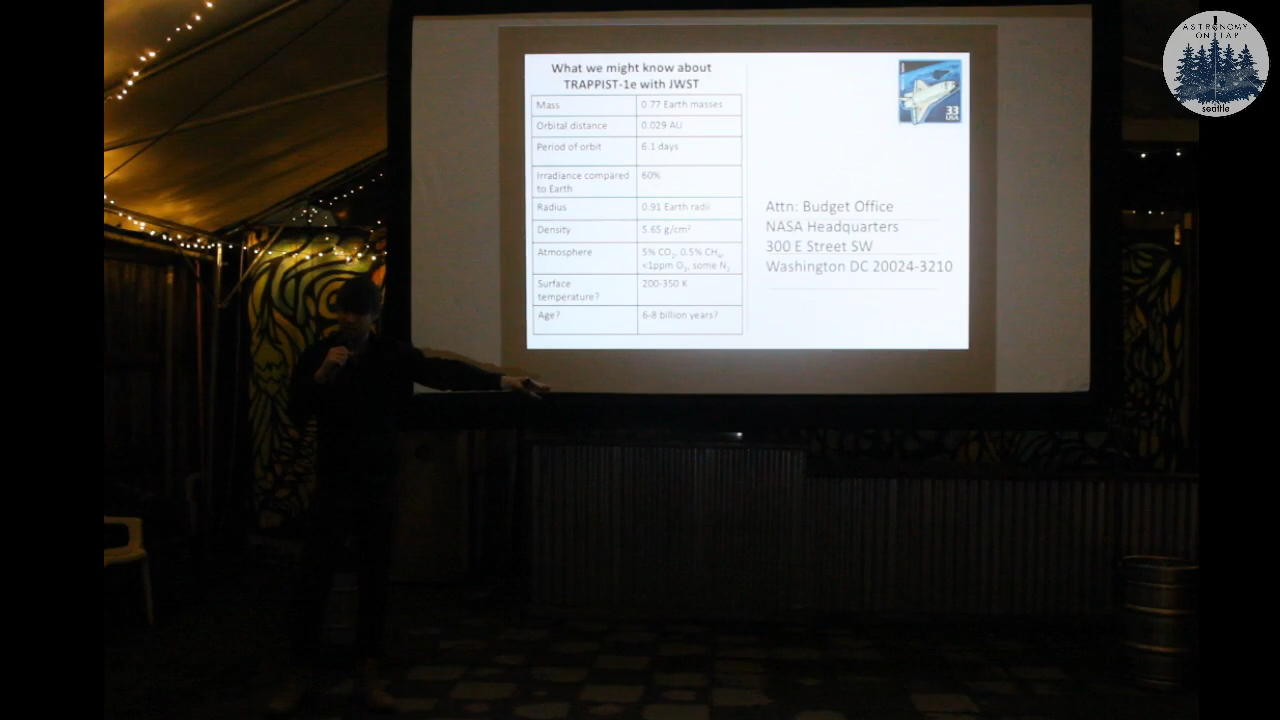 What we might know about
TRAPPIST-1e with JWST
Mass 0.77 Earth masses
Orbital distance 0.029 AU
Period of orbit 6.1 days
Irradiance compared
to Earth 60%
Radius 0.91 Earth radii
Density 5.65 g/cm³
Atmosphere 5% CO₂, 0.5% CH₄,
<1ppm O₂, some N₂
Surface
temperature? 200-350 K
Age? 6-8 billion years?
33
USA
Attn: Budget Office
NASA Headquarters
300 E Street SW
Washington DC 20024-3210
ASTRONOMY
ON TAP
seattle